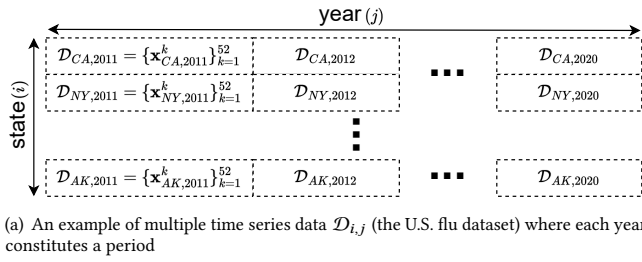 year (j)
state (i)
𝒟_{CA,2011} = {𝐱^k_{CA,2011}}^{52}_{k=1} 𝒟_{CA,2012} ... 𝒟_{CA,2020}
𝒟_{NY,2011} = {𝐱^k_{NY,2011}}^{52}_{k=1} 𝒟_{NY,2012} 𝒟_{NY,2020}
𝒟_{AK,2011} = {𝐱^k_{AK,2011}}^{52}_{k=1} 𝒟_{AK,2012} ... 𝒟_{AK,2020}
(a) An example of multiple time series data 𝒟_{i,j} (the U.S. flu dataset) where each year
constitutes a period